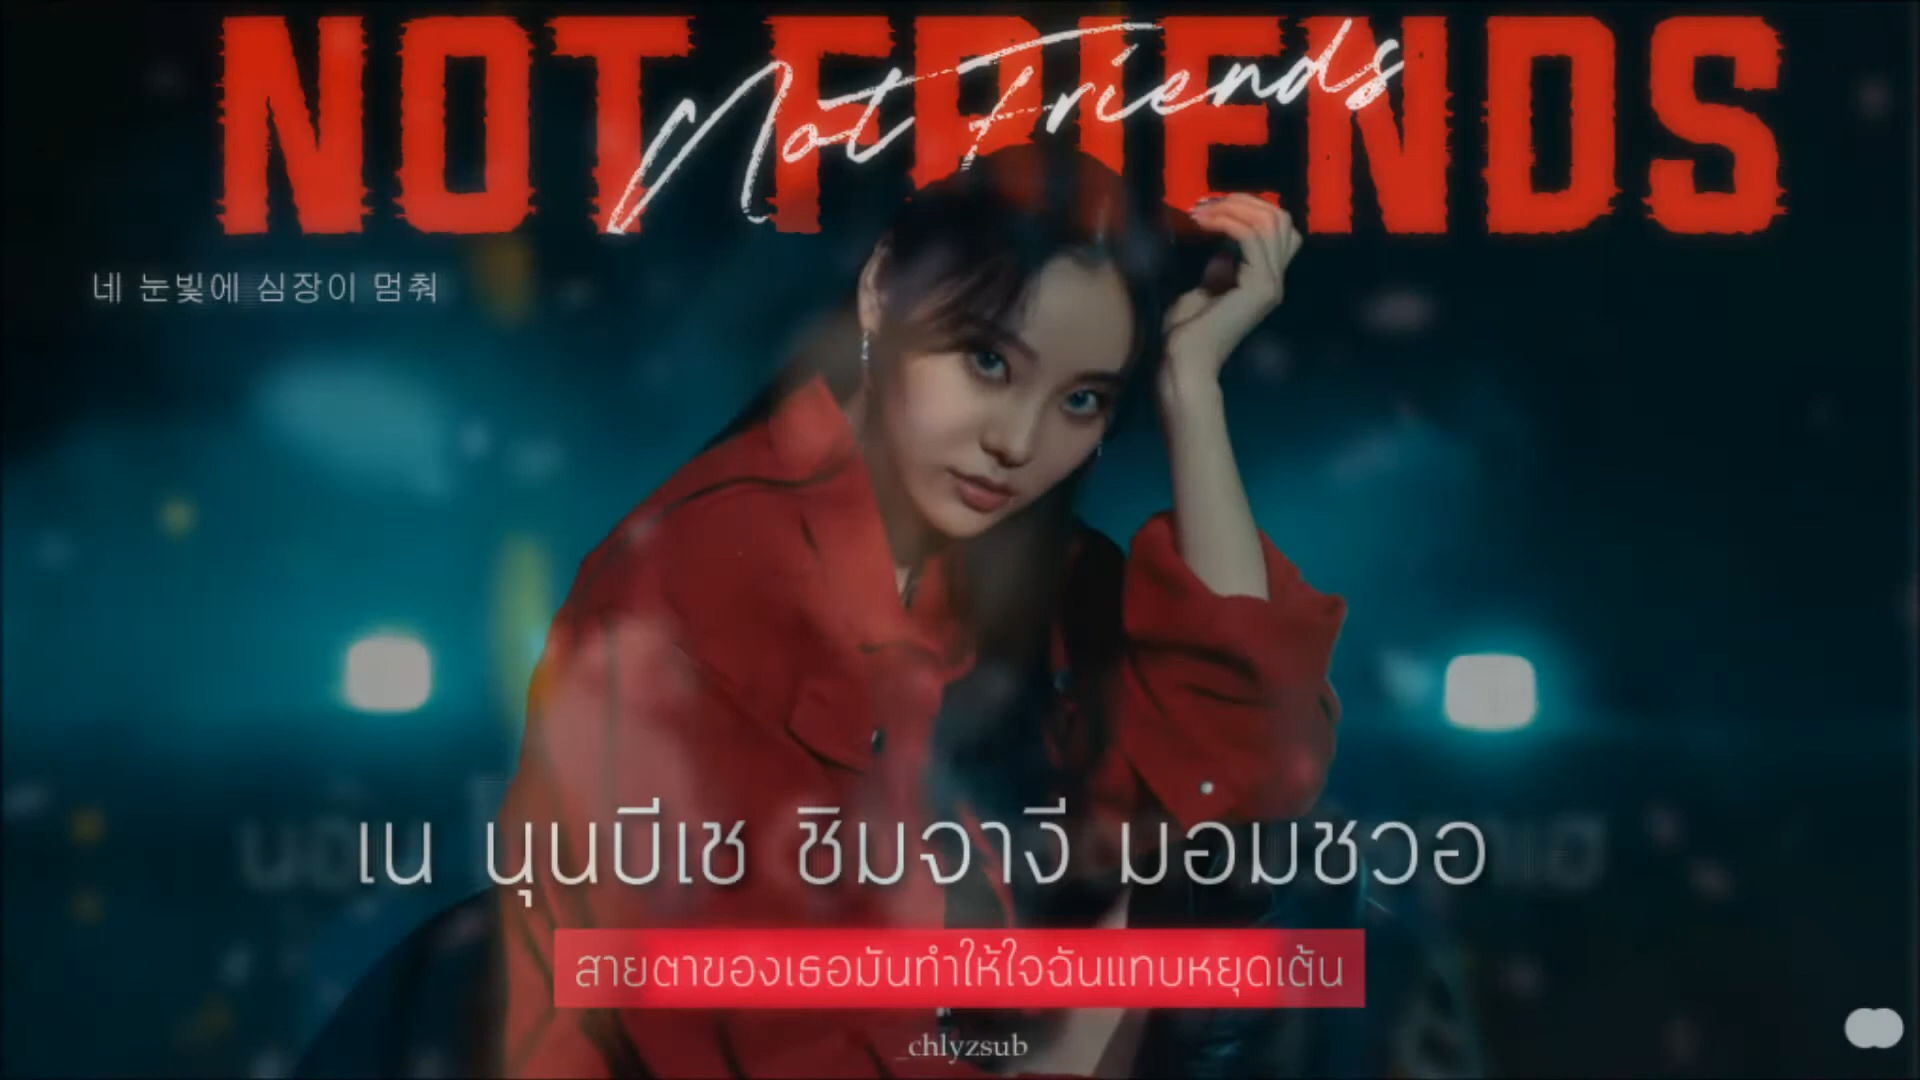 NOT FRIENDS
Not Friends
네 눈빛에 심장이 멈춰
เน นุนบีเช ชิมจางี มอมชวอ
สายตาของเธอมันทำให้ใจฉันแทบหยุดเต้น
_chlyzsub